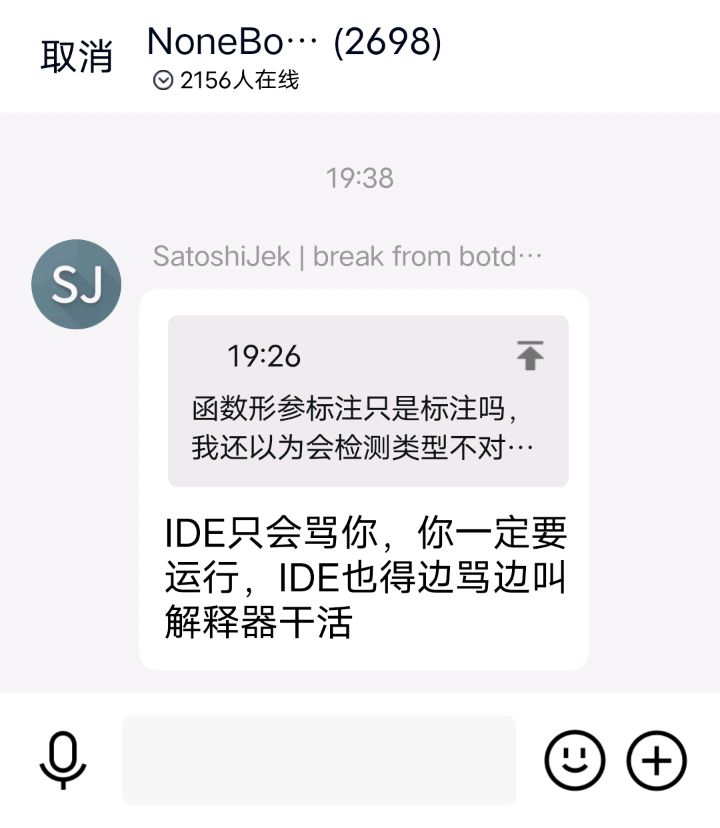 取消
NoneBo… (2698)
2156人在线
19:38
SJ
SatoshiJek | break from botd…
19:26
函数形参标注只是标注吗，
我还以为会检测类型不对…
IDE只会骂你，你一定要
运行，IDE也得边骂边叫
解释器干活